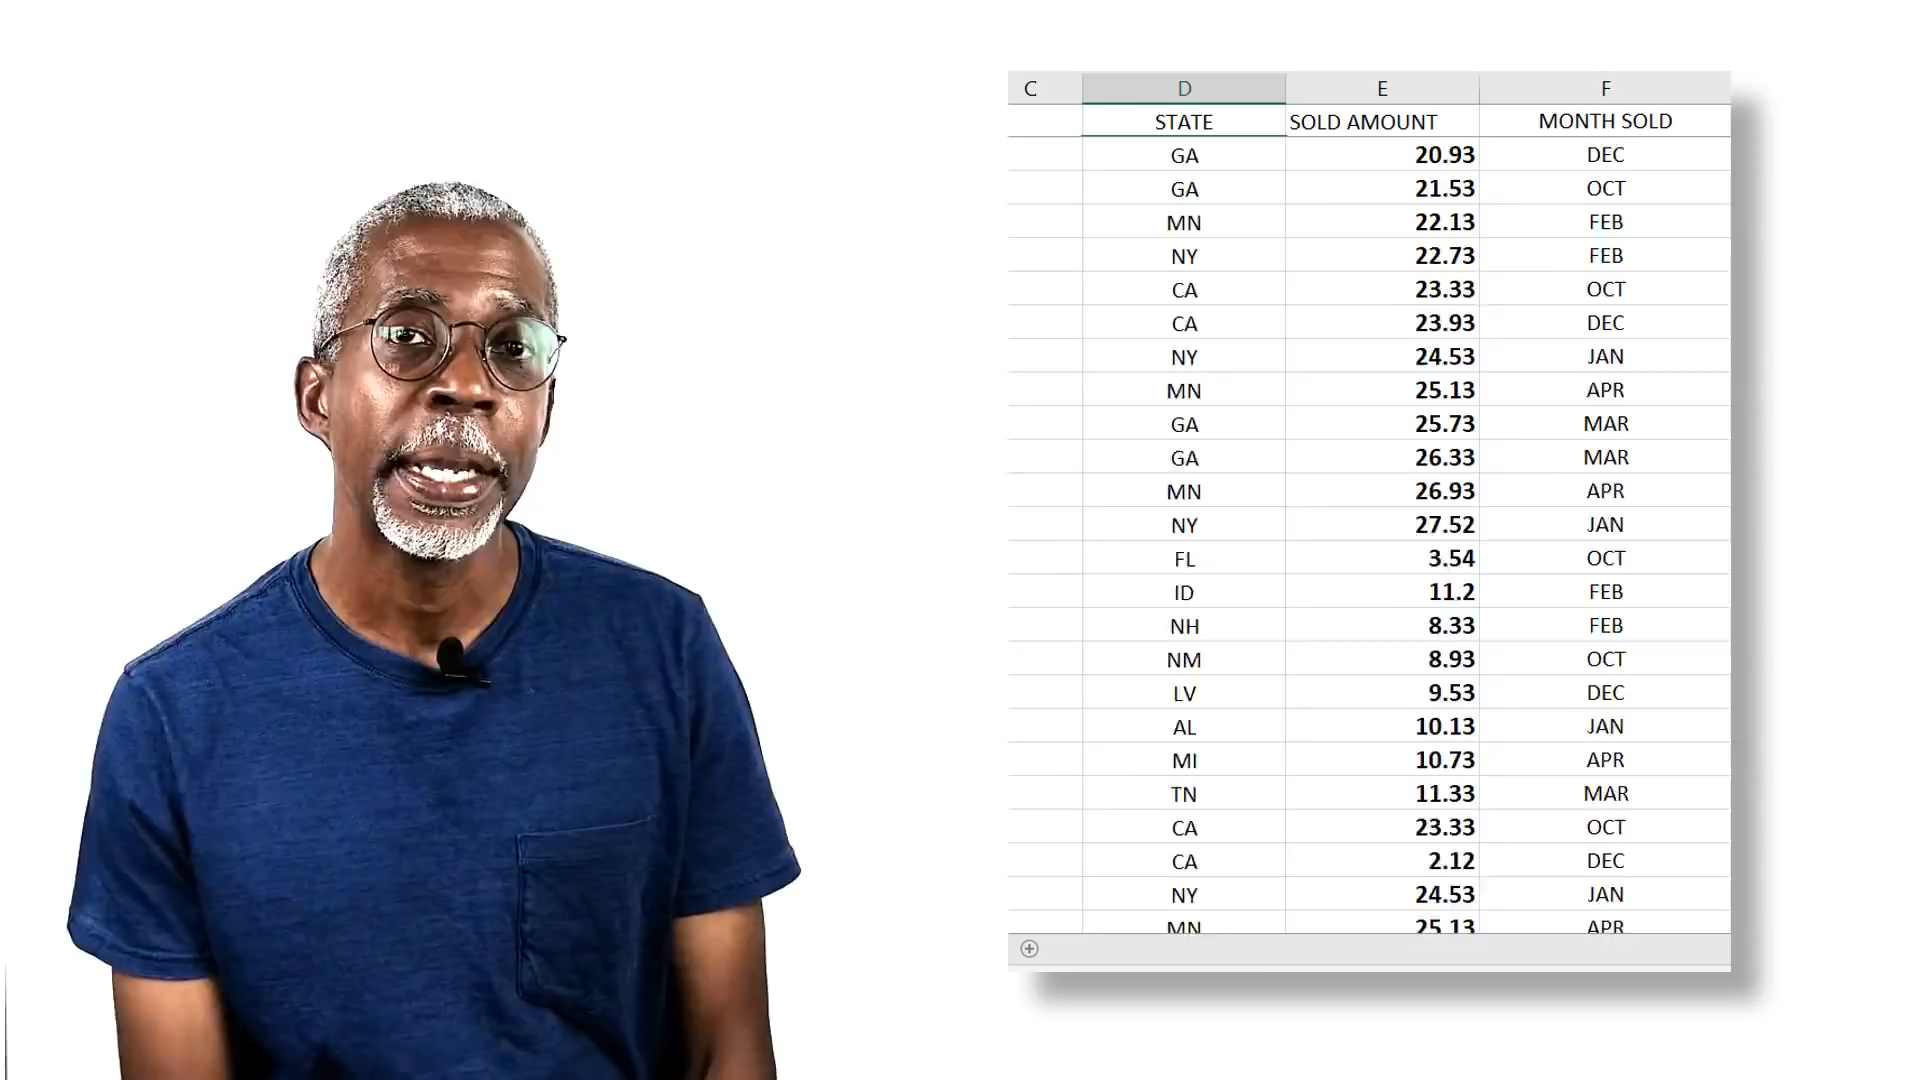 C D E F
STATE SOLD AMOUNT MONTH SOLD
GA 20.93 DEC
GA 21.53 OCT
MN 22.13 FEB
NY 22.73 FEB
CA 23.33 OCT
CA 23.93 DEC
NY 24.53 JAN
MN 25.13 APR
GA 25.73 MAR
GA 26.33 MAR
MN 26.93 APR
NY 27.52 JAN
FL 3.54 OCT
ID 11.2 FEB
NH 8.33 FEB
NM 8.93 OCT
LV 9.53 DEC
AL 10.13 JAN
MI 10.73 APR
TN 11.33 MAR
CA 23.33 OCT
CA 2.12 DEC
NY 24.53 JAN
MN 25.13 APR